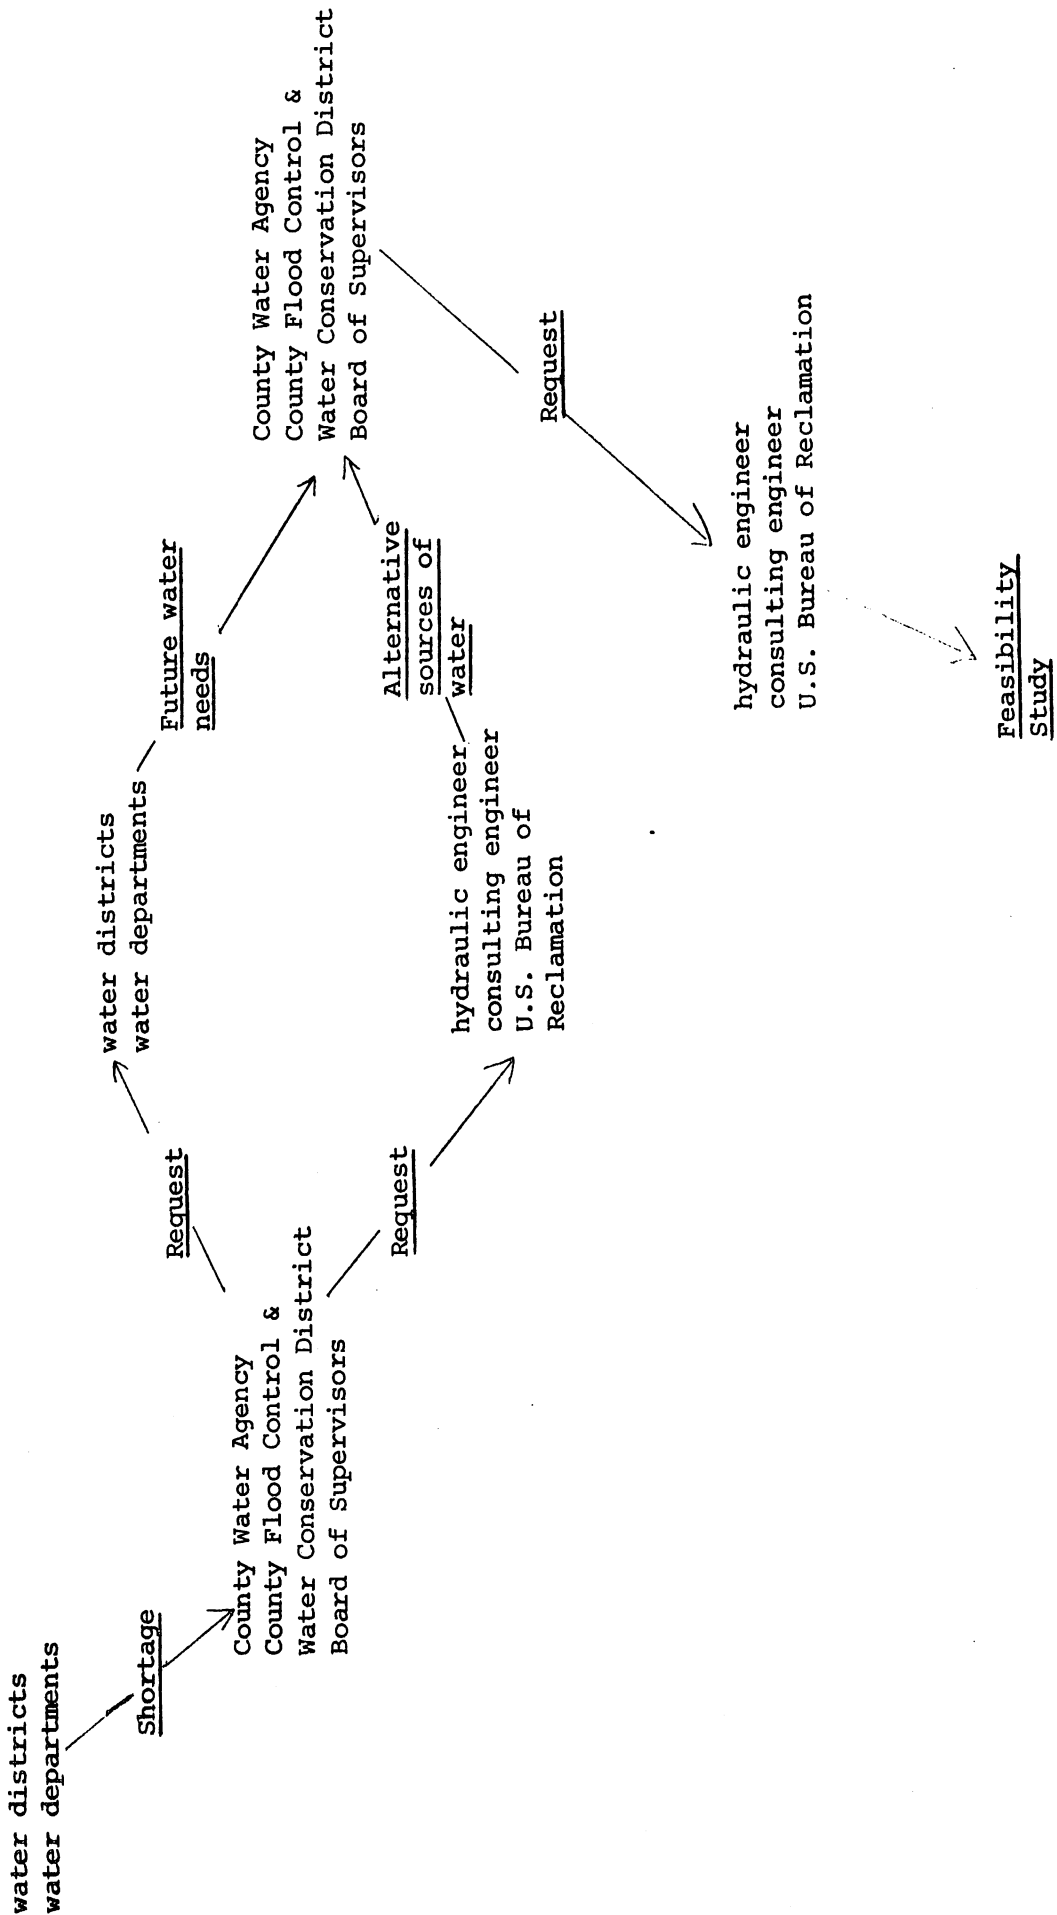 water districts
water departments
Shortage
County Water Agency
County Flood Control &
Water Conservation District
Board of Supervisors
Request
water districts
water departments
Future water
needs
Request
hydraulic engineer
consulting engineer
U.S. Bureau of
Reclamation
Alternative
sources of
water
County Water Agency
County Flood Control &
Water Conservation District
Board of Supervisors
Request
hydraulic engineer
consulting engineer
U.S. Bureau of Reclamation
Feasibility
Study